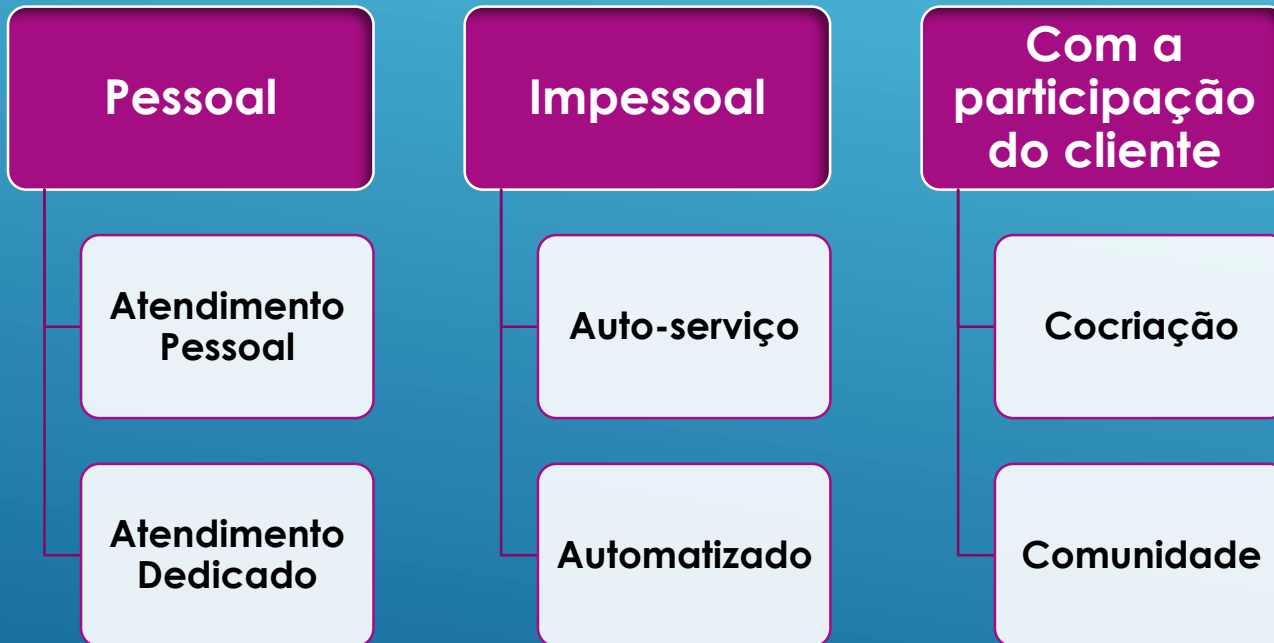 Pessoal
Atendimento
Pessoal
Atendimento
Dedicado
Impessoal
Auto-serviço
Automatizado
Com a
participação
do cliente
Cocriação
Comunidade